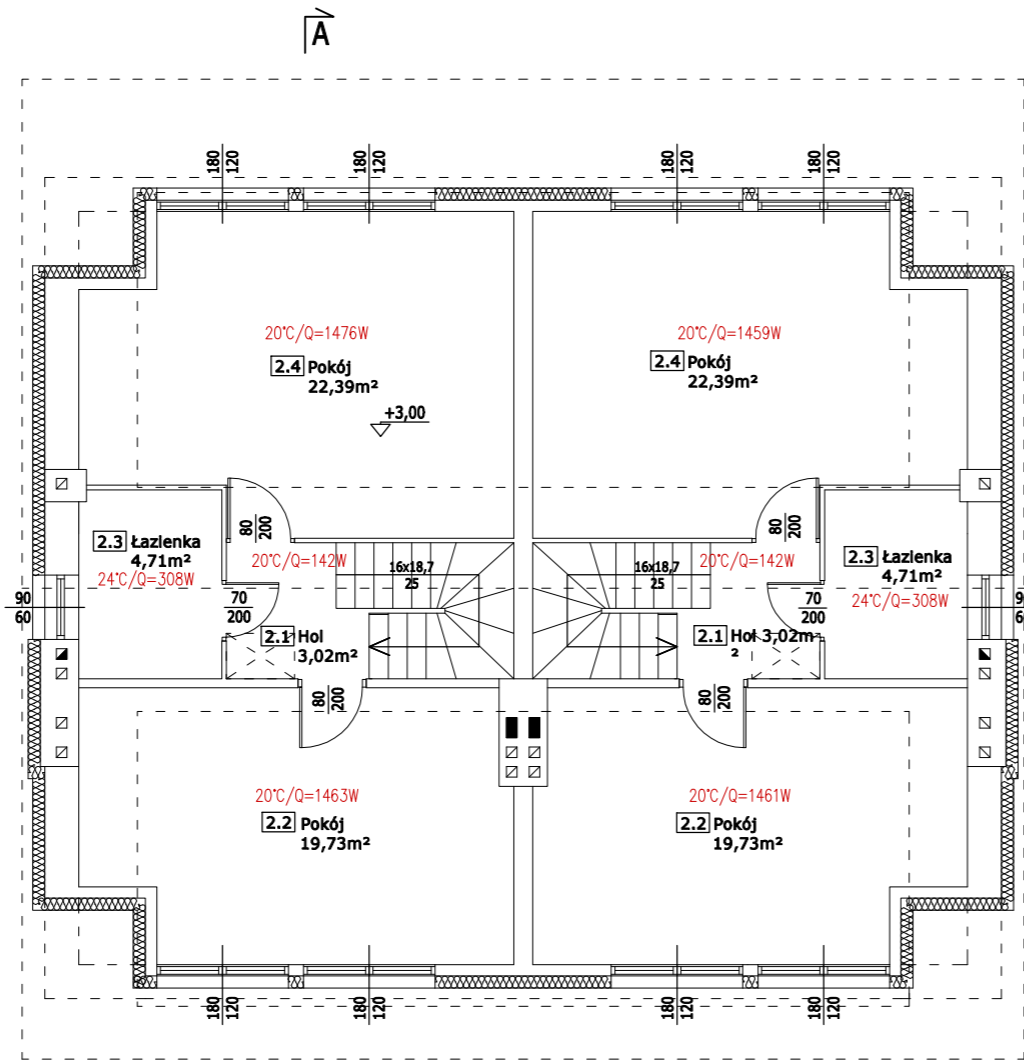 A
180 120
180 120
180 120
180 120
20°C/Q=1476W
2.4 Pokój
22,39m²
+3,00
20°C/Q=1459W
2.4 Pokój
22,39m²
80 200
80 200
2.3 Łazienka
4,71m²
24°C/Q=308W
20°C/Q=142W
16x18,7
25
16x18,7
25
20°C/Q=142W
2.3 Łazienka
4,71m²
24°C/Q=308W
90
60
70
200
70
200
9
6
2.1 Hol
3,02m²
2.1 Hol 3,02m
²
80 200
80 200
20°C/Q=1463W
2.2 Pokój
19,73m²
20°C/Q=1461W
2.2 Pokój
19,73m²
180 120
180 120
180 120
180 120